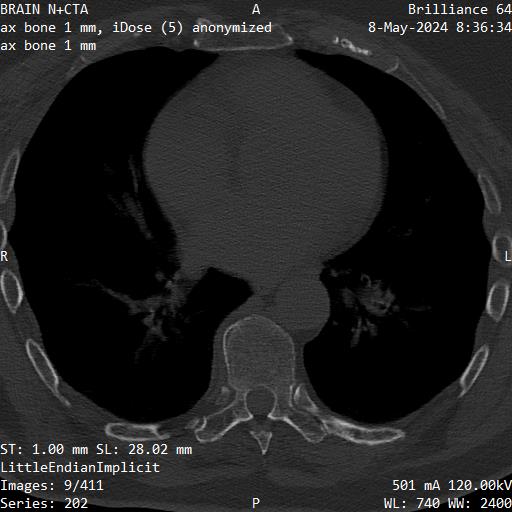 BRAIN N+CTA
A
Brilliance 64
ax bone 1 mm, iDose (5) anonymized
8-May-2024 8:36:34
ax bone 1 mm
R
L
ST: 1.00 mm SL: 28.02 mm
LittleEndianImplicit
Images: 9/411
501 mA 120.00kV
Series: 202
P
WL: 740 WW: 2400